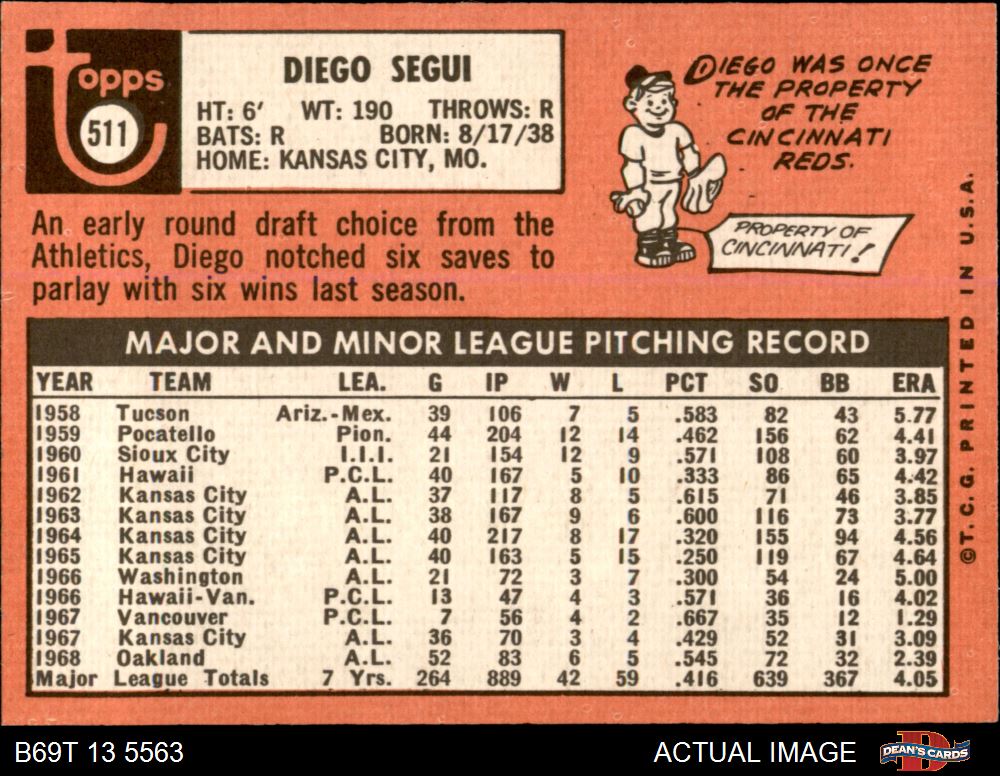 topps
511
DIEGO SEGUI
HT: 6' WT: 190 THROWS: R
BATS: R BORN: 8/17/38
HOME: KANSAS CITY, MO.
An early round draft choice from the
Athletics, Diego notched six saves to
parlay with six wins last season.
DIEGO WAS ONCE
THE PROPERTY
OF THE
CINCINNATI
REDS.
PROPERTY OF
CINCINNATI!
MAJOR AND MINOR LEAGUE PITCHING RECORD
YEAR TEAM LEA. G IP W L PCT SO BB ERA
1958 Tucson Ariz.-Mex. 39 106 7 5 .583 82 43 5.77
1959 Pocatello Pion. 44 204 12 14 .462 156 62 4.41
1960 Sioux City I.I.I. 21 154 12 9 .571 108 60 3.97
1961 Hawaii P.C.L. 40 167 5 10 .333 86 65 4.42
1962 Kansas City A.L. 37 117 8 5 .615 71 46 3.85
1963 Kansas City A.L. 38 167 9 6 .600 116 73 3.77
1964 Kansas City A.L. 40 217 8 17 .320 155 94 4.56
1965 Kansas City A.L. 40 163 5 15 .250 119 67 4.64
1966 Washington A.L. 21 72 3 7 .300 54 24 5.00
1966 Hawaii-Van. P.C.L. 13 47 4 3 .571 36 16 4.02
1967 Vancouver P.C.L. 7 56 4 2 .667 35 12 1.29
1967 Kansas City A.L. 36 70 3 4 .429 52 31 3.09
1968 Oakland A.L. 52 83 6 5 .545 72 32 2.39
Major League Totals 7 Yrs. 264 889 42 59 .416 639 367 4.05
©T.C.G. PRINTED IN U.S.A.
B69T 13 5563 ACTUAL IMAGE DEAN'S CARDS